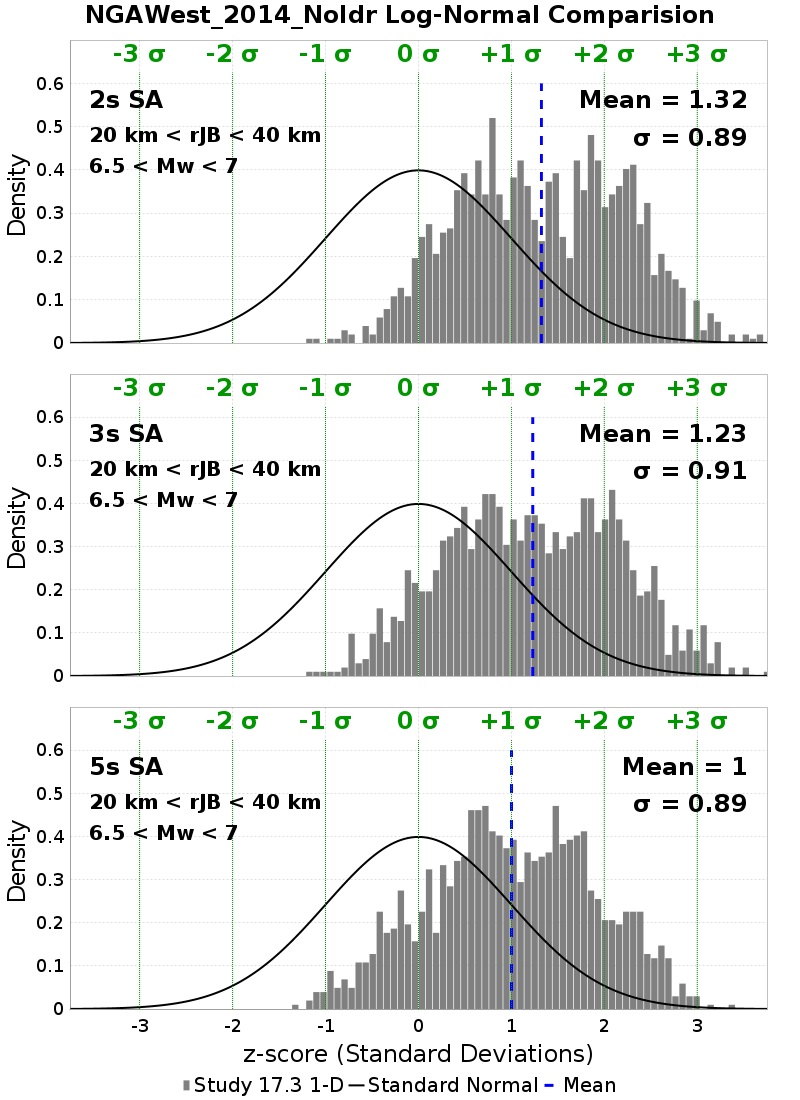 NGAWest_2014_NoIdr Log-Normal Comparision
-3 σ -2 σ -1 σ 0 σ +1 σ +2 σ +3 σ
0.6
2s SA Mean = 1.32
0.5
20 km < rJB < 40 km σ = 0.89
6.5 < Mw < 7
0.4
0.3
0.2
0.1
0
Density
-3 σ -2 σ -1 σ 0 σ +1 σ +2 σ +3 σ
0.6
3s SA Mean = 1.23
0.5
20 km < rJB < 40 km σ = 0.91
6.5 < Mw < 7
0.4
0.3
0.2
0.1
0
Density
-3 σ -2 σ -1 σ 0 σ +1 σ +2 σ +3 σ
0.6
5s SA Mean = 1
0.5
20 km < rJB < 40 km σ = 0.89
6.5 < Mw < 7
0.4
0.3
0.2
0.1
0
Density
-3 -2 -1 0 1 2 3
z-score (Standard Deviations)
Study 17.3 1-D Standard Normal Mean